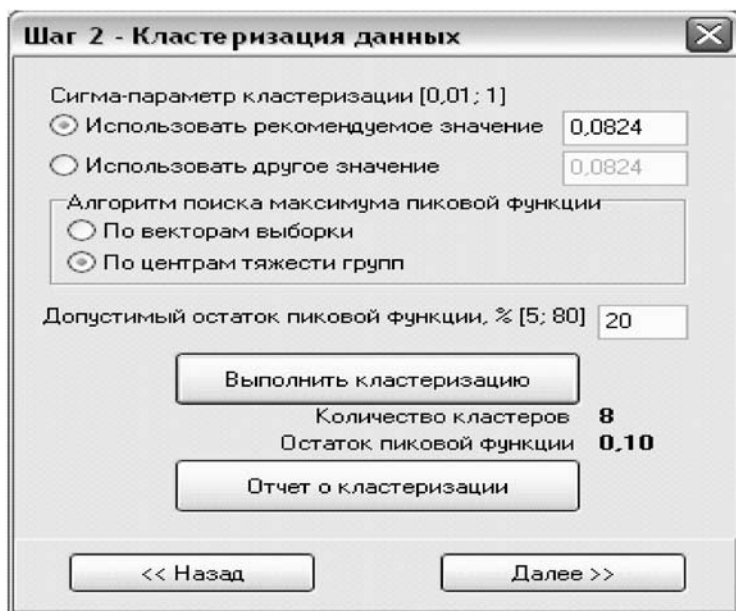 Шаг 2 - Кластеризация данных
Сигма-параметр кластеризации [0,01; 1]
Использовать рекомендуемое значение 0,0824
Использовать другое значение 0,0824
Алгоритм поиска максимума пиковой функции
По векторам выборки
По центрам тяжести групп
Допустимый остаток пиковой функции, % [5; 80] 20
Выполнить кластеризацию
Количество кластеров 8
Остаток пиковой функции 0,10
Отчет о кластеризации
<< Назад Далее >>